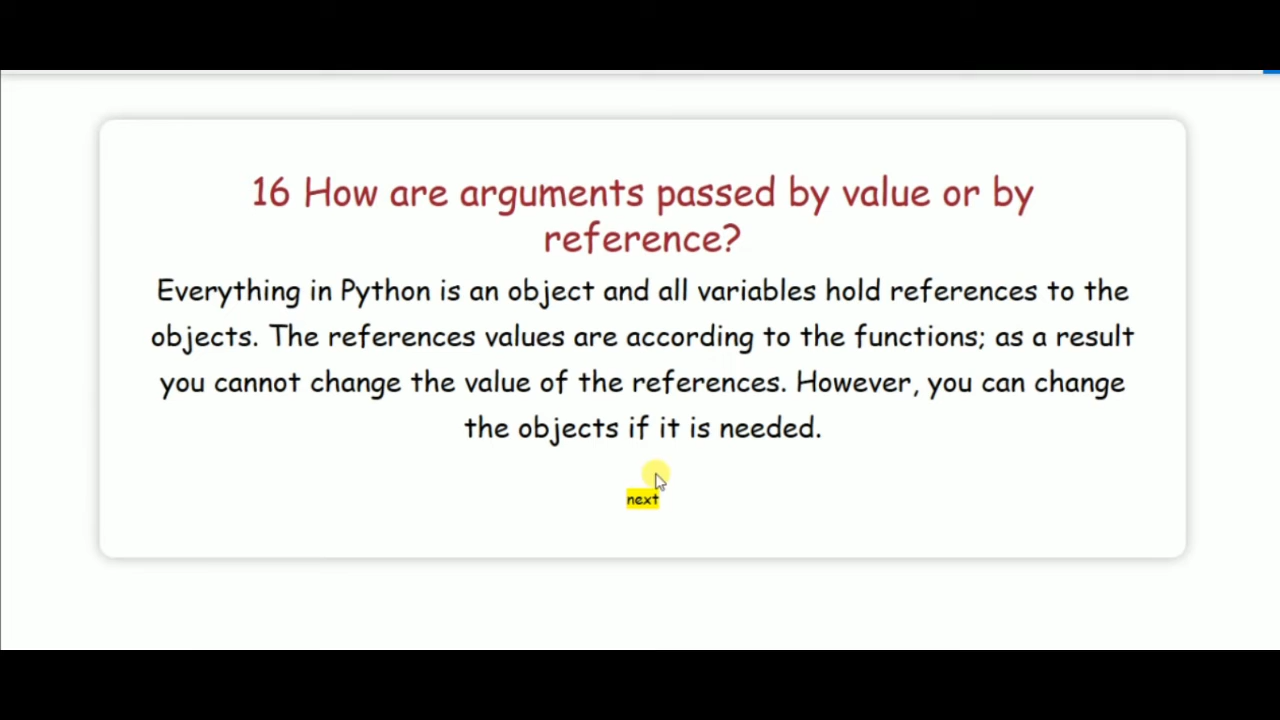 16 How are arguments passed by value or by
reference?
Everything in Python is an object and all variables hold references to the
objects. The references values are according to the functions; as a result
you cannot change the value of the references. However, you can change
the objects if it is needed.
next